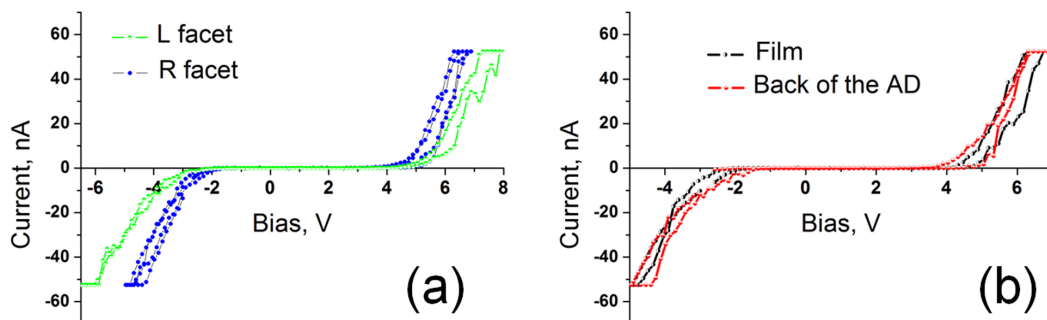 60
40
20
0
-20
-40
-60
Current, nA
-6 -4 -2 0 2 4 6 8
Bias, V
L facet
R facet
(a)
60
40
20
0
-20
-40
-60
Current, nA
-4 -2 0 2 4 6
Bias, V
Film
Back of the AD
(b)